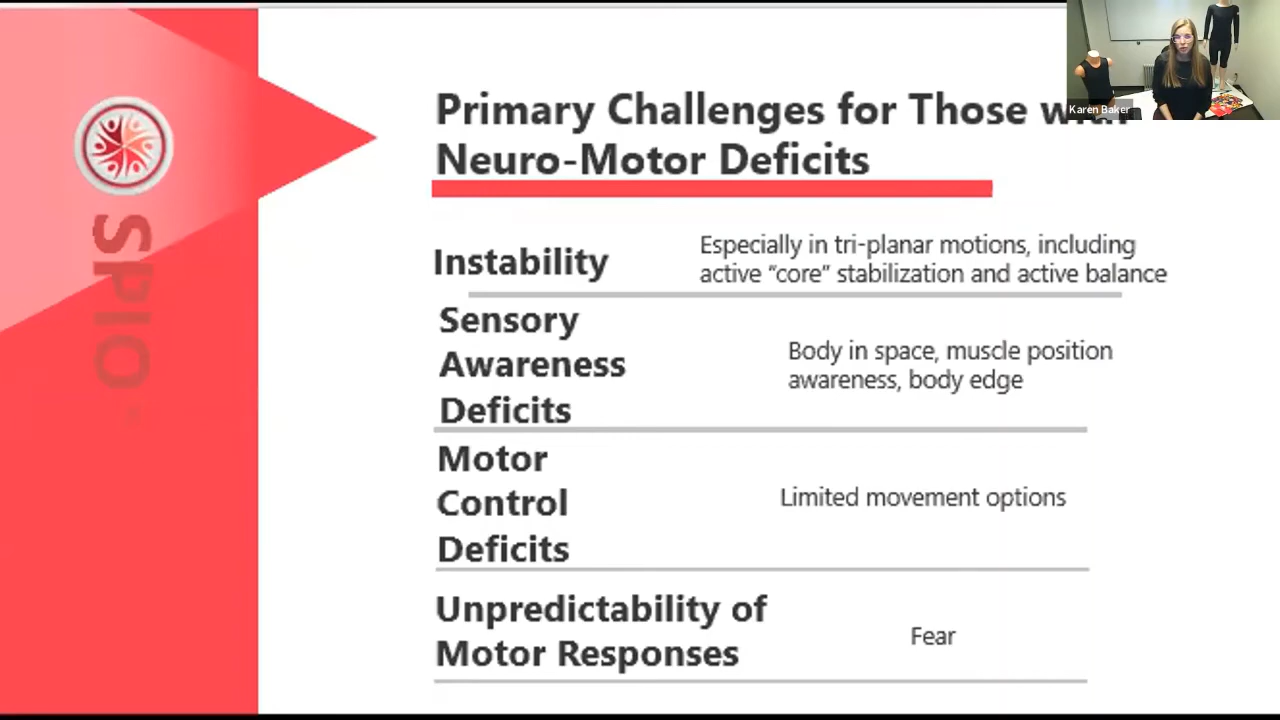 Karen Baker
Primary Challenges for Those
Neuro-Motor Deficits
Instability
Especially in tri-planar motions, including
active “core” stabilization and active balance
Sensory
Awareness
Deficits
Body in space, muscle position
awareness, body edge
Motor
Control
Deficits
Limited movement options
Unpredictability of
Motor Responses
Fear
SPIO